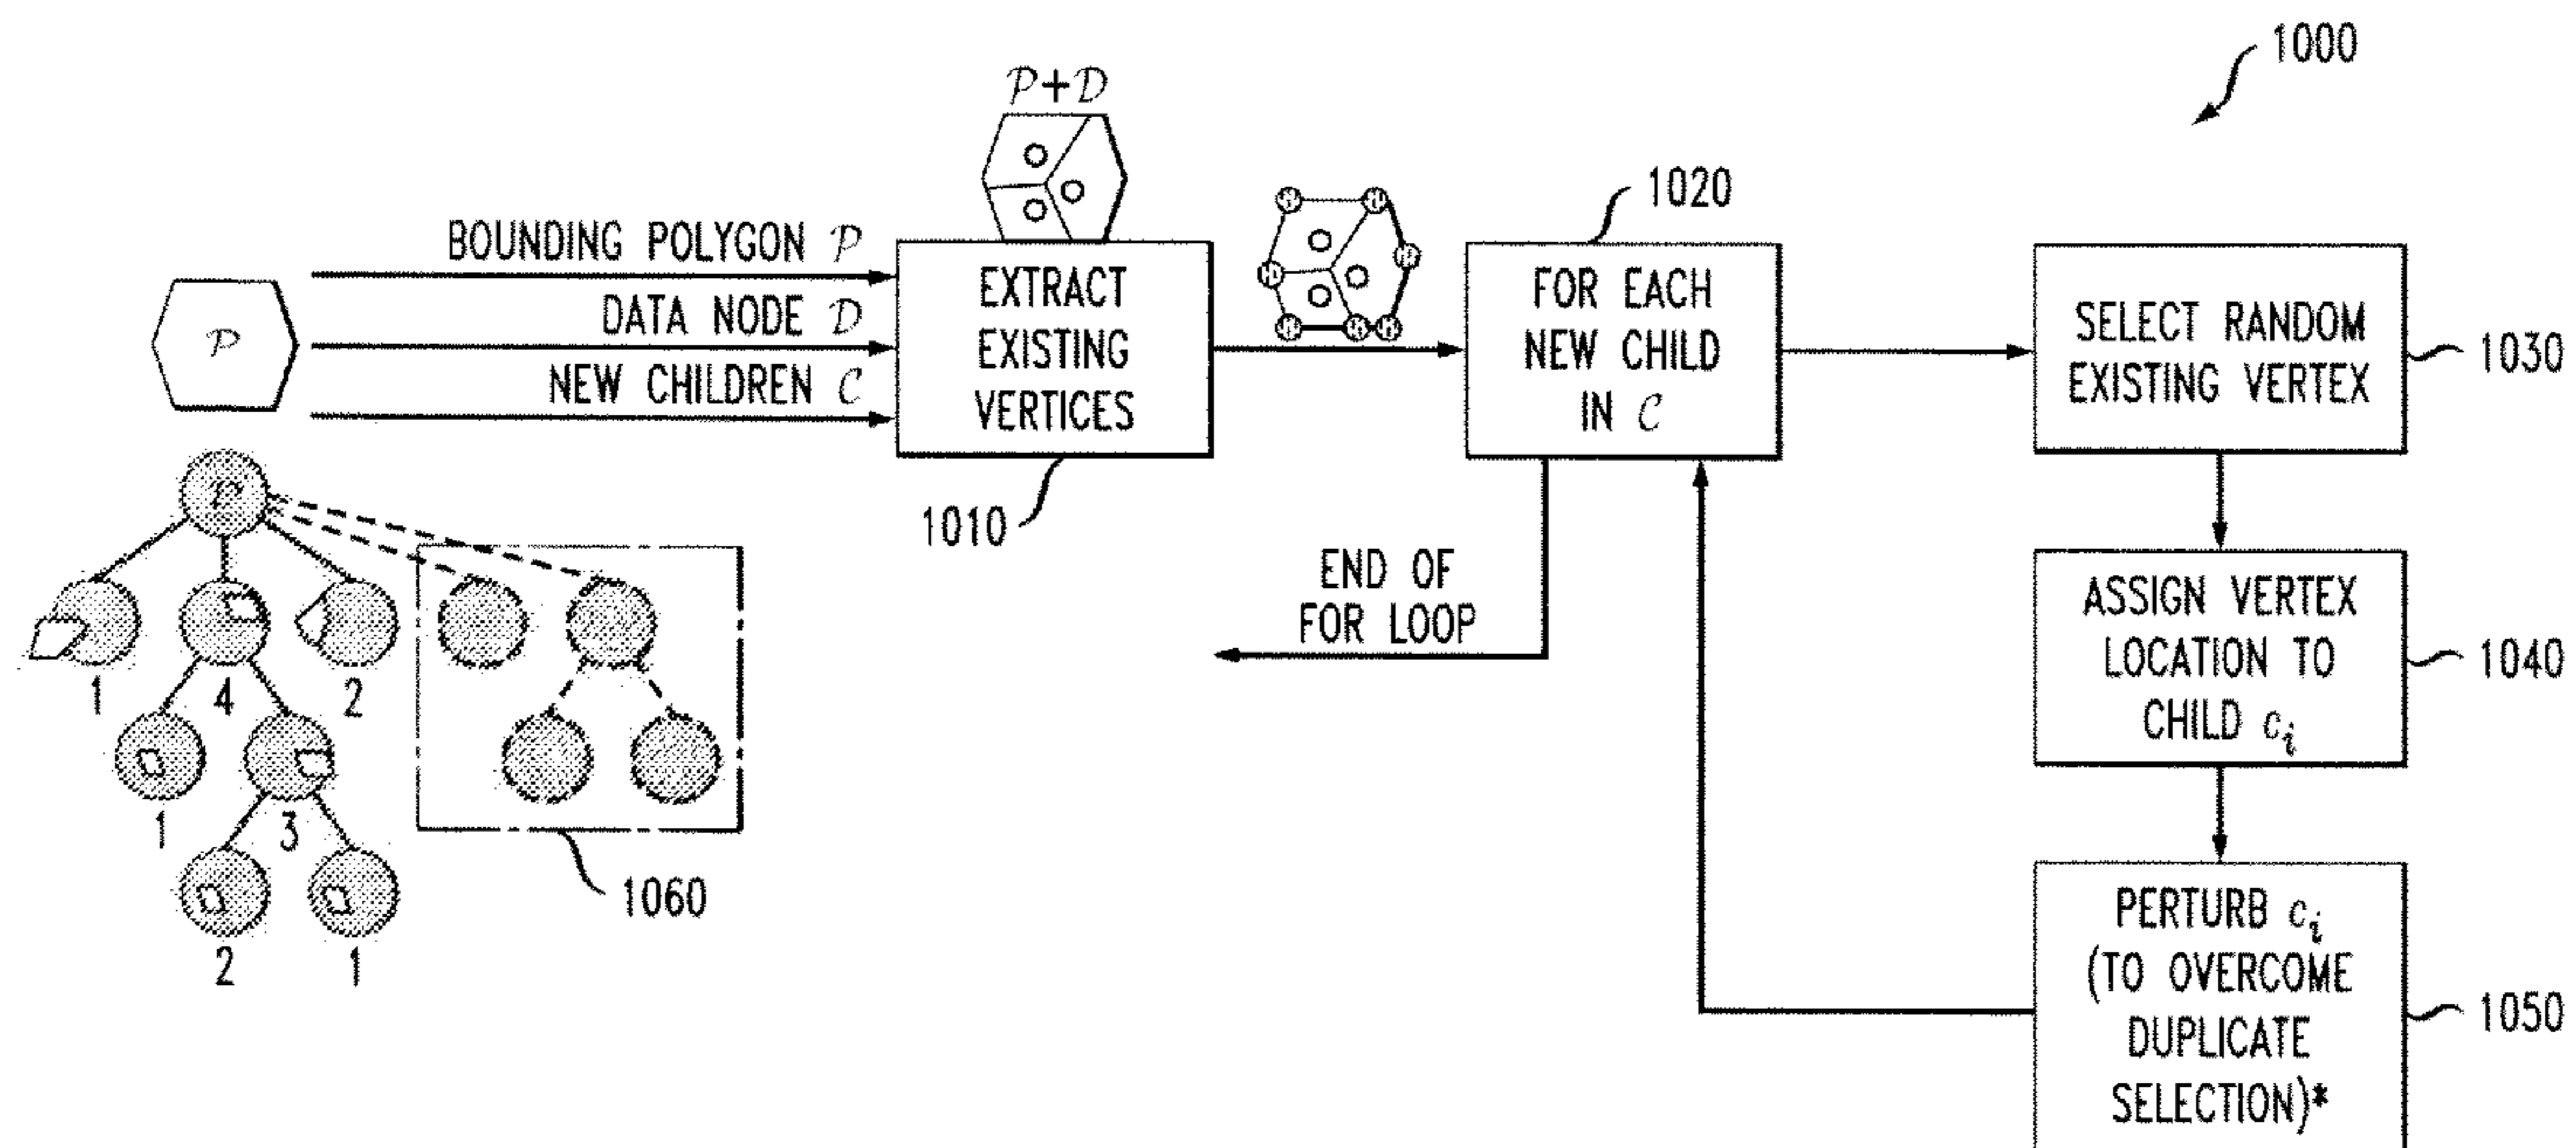 1000
𝒫+𝒟
1020
BOUNDING POLYGON 𝒫
DATA NODE 𝒟
NEW CHILDREN 𝒞
𝒫
EXTRACT
EXISTING
VERTICES
1010
FOR EACH
NEW CHILD
IN 𝒞
SELECT RANDOM
EXISTING VERTEX
1030
END OF
FOR LOOP
ASSIGN VERTEX
LOCATION TO
CHILD cᵢ
1040
PERTURB cᵢ
(TO OVERCOME
DUPLICATE
SELECTION)*
1050
𝒫
1 4 2
1 3
2 1
1060